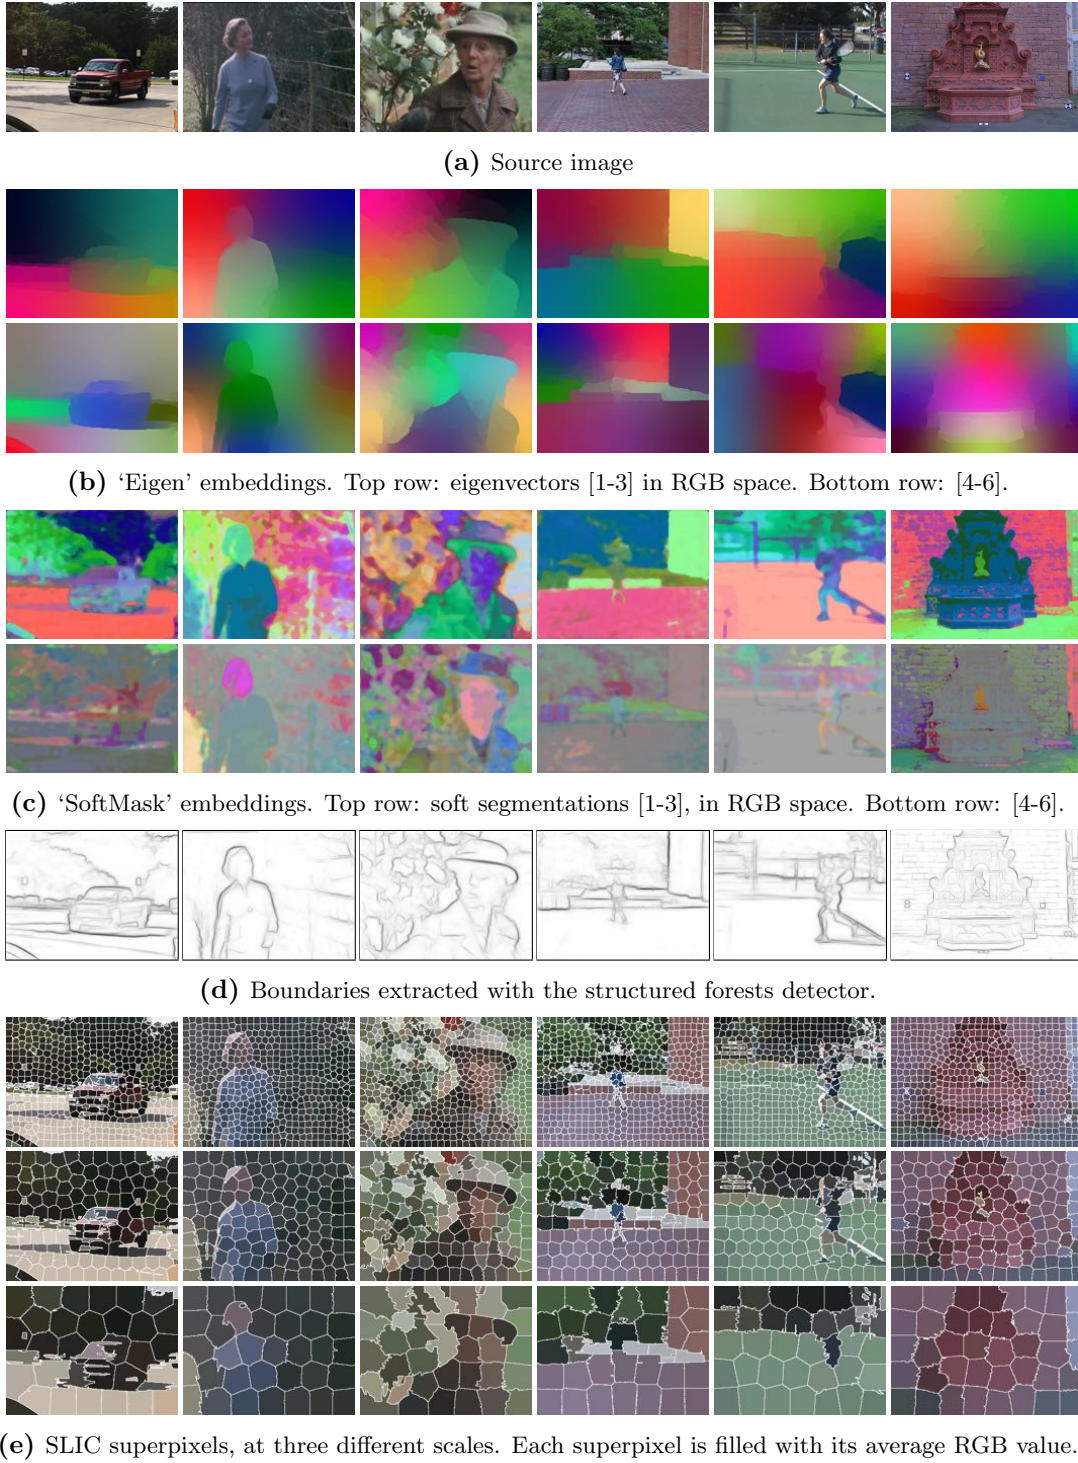 (a) Source image
(b) ‘Eigen’ embeddings. Top row: eigenvectors [1-3] in RGB space. Bottom row: [4-6].
(c) ‘SoftMask’ embeddings. Top row: soft segmentations [1-3], in RGB space. Bottom row: [4-6].
(d) Boundaries extracted with the structured forests detector.
(e) SLIC superpixels, at three different scales. Each superpixel is filled with its average RGB value.